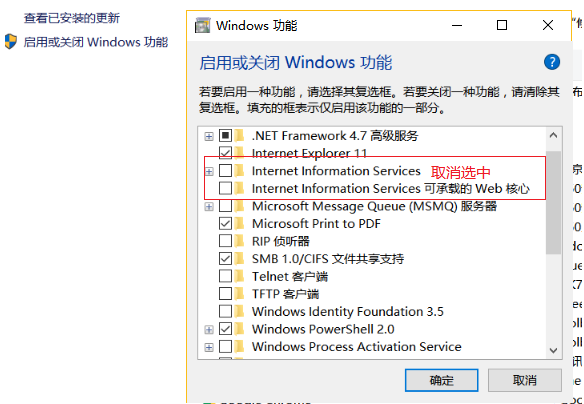 查看已安装的更新
启用或关闭 Windows 功能
Windows 功能
启用或关闭 Windows 功能
若要启用一种功能，请选择其复选框。若要关闭一种功能，请清除其
复选框。填充的框表示仅启用该功能的一部分。
.NET Framework 4.7 高级服务
Internet Explorer 11
Internet Information Services 取消选中
Internet Information Services 可承载的 Web 核心
Microsoft Message Queue (MSMQ) 服务器
Microsoft Print to PDF
RIP 侦听器
SMB 1.0/CIFS 文件共享支持
Telnet 客户端
TFTP 客户端
Windows Identity Foundation 3.5
Windows PowerShell 2.0
Windows Process Activation Service
确定 取消